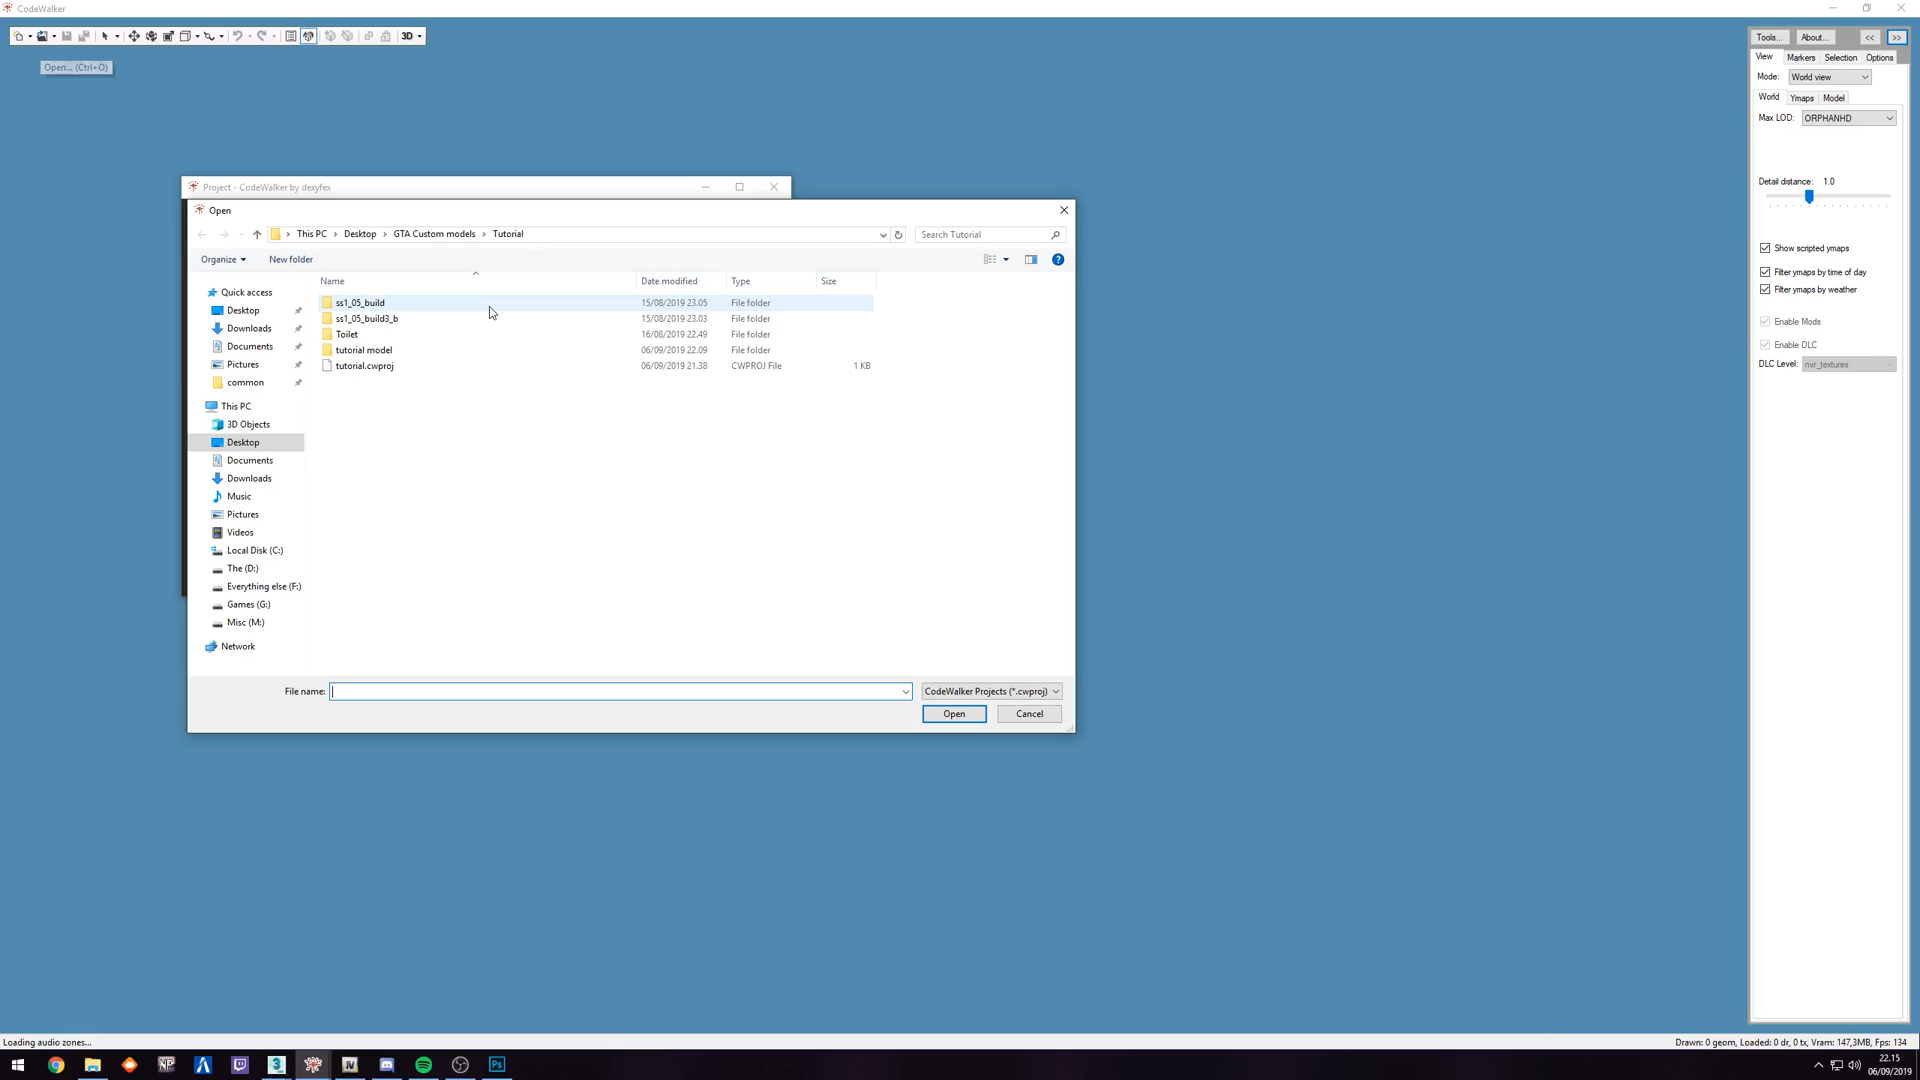 CodeWalker
3D
Open... (Ctrl+O)
Tools... About... << >>
View Markers Selection Options
Mode: World view
World Ymaps Model
Max LOD: ORPHANHD
Detail distance: 1.0
Show scripted ymaps
Filter ymaps by time of day
Filter ymaps by weather
Enable Mods
Enable DLC
DLC Level: nvr_textures
Project - CodeWalker by dexyfex
Open
This PC Desktop GTA Custom models Tutorial
Search Tutorial
Organize New folder
Name Date modified Type Size
Quick access
Desktop
Downloads
Documents
Pictures
common
This PC
3D Objects
Desktop
Documents
Downloads
Music
Pictures
Videos
Local Disk (C:)
The (D:)
Everything else (F:)
Games (G:)
Misc (M:)
Network
ss1_05_build 15/08/2019 23.05 File folder
ss1_05_build3_b 15/08/2019 23.03 File folder
Toilet 16/08/2019 22.49 File folder
tutorial model 06/09/2019 22.09 File folder
tutorial.cwproj 06/09/2019 21.38 CWPROJ File 1 KB
File name: CodeWalker Projects (*.cwproj)
Open Cancel
Loading audio zones...
Drawn: 0 geom, Loaded: 0 dr, 0 tx, Vram: 147,3MB, Fps: 134
NP 3 IV Ps
22.15
06/09/2019